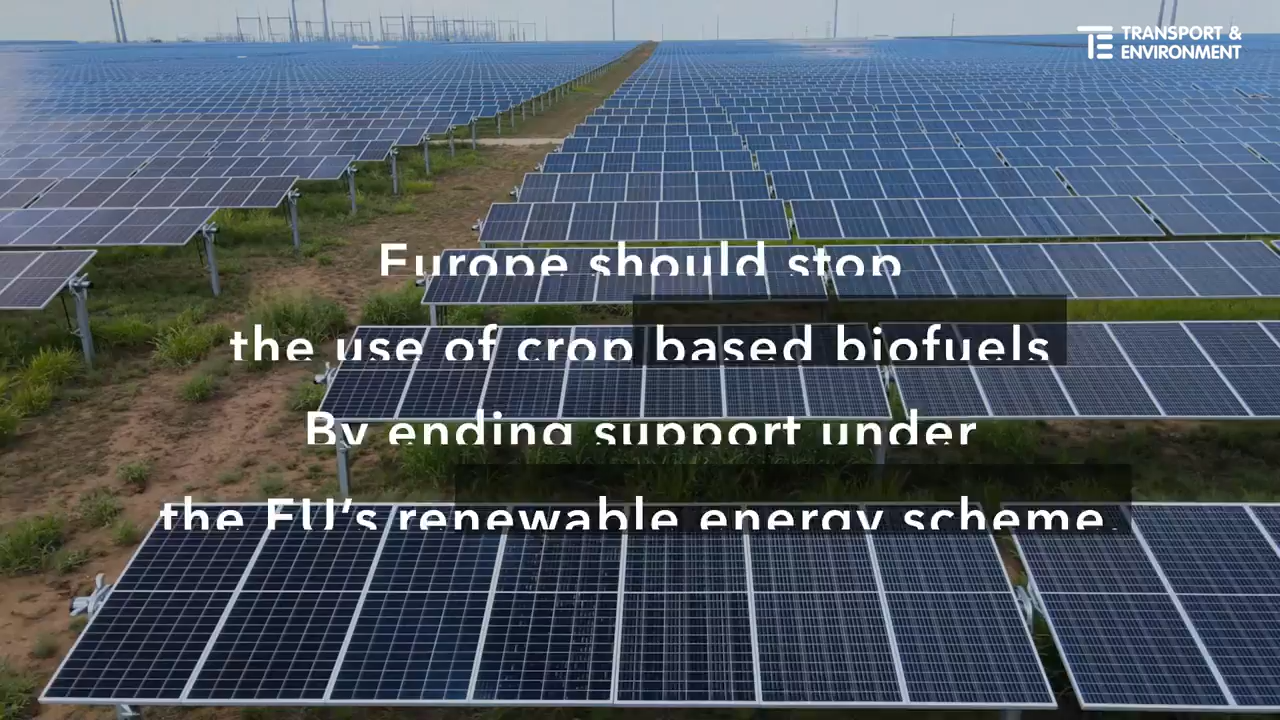 TRANSPORT &
ENVIRONMENT
Europe should stop
the use of crop based biofuels
By ending support under
the EU's renewable energy scheme.